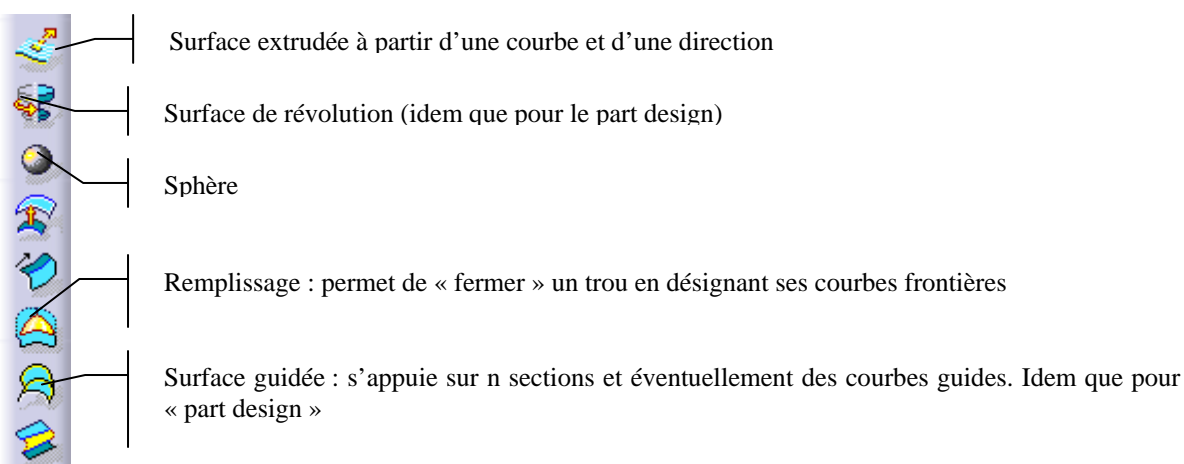 Surface extrudée à partir d’une courbe et d’une direction
Surface de révolution (idem que pour le part design)
Sphère
Remplissage : permet de « fermer » un trou en désignant ses courbes frontières
Surface guidée : s’appuie sur n sections et éventuellement des courbes guides. Idem que pour
« part design »